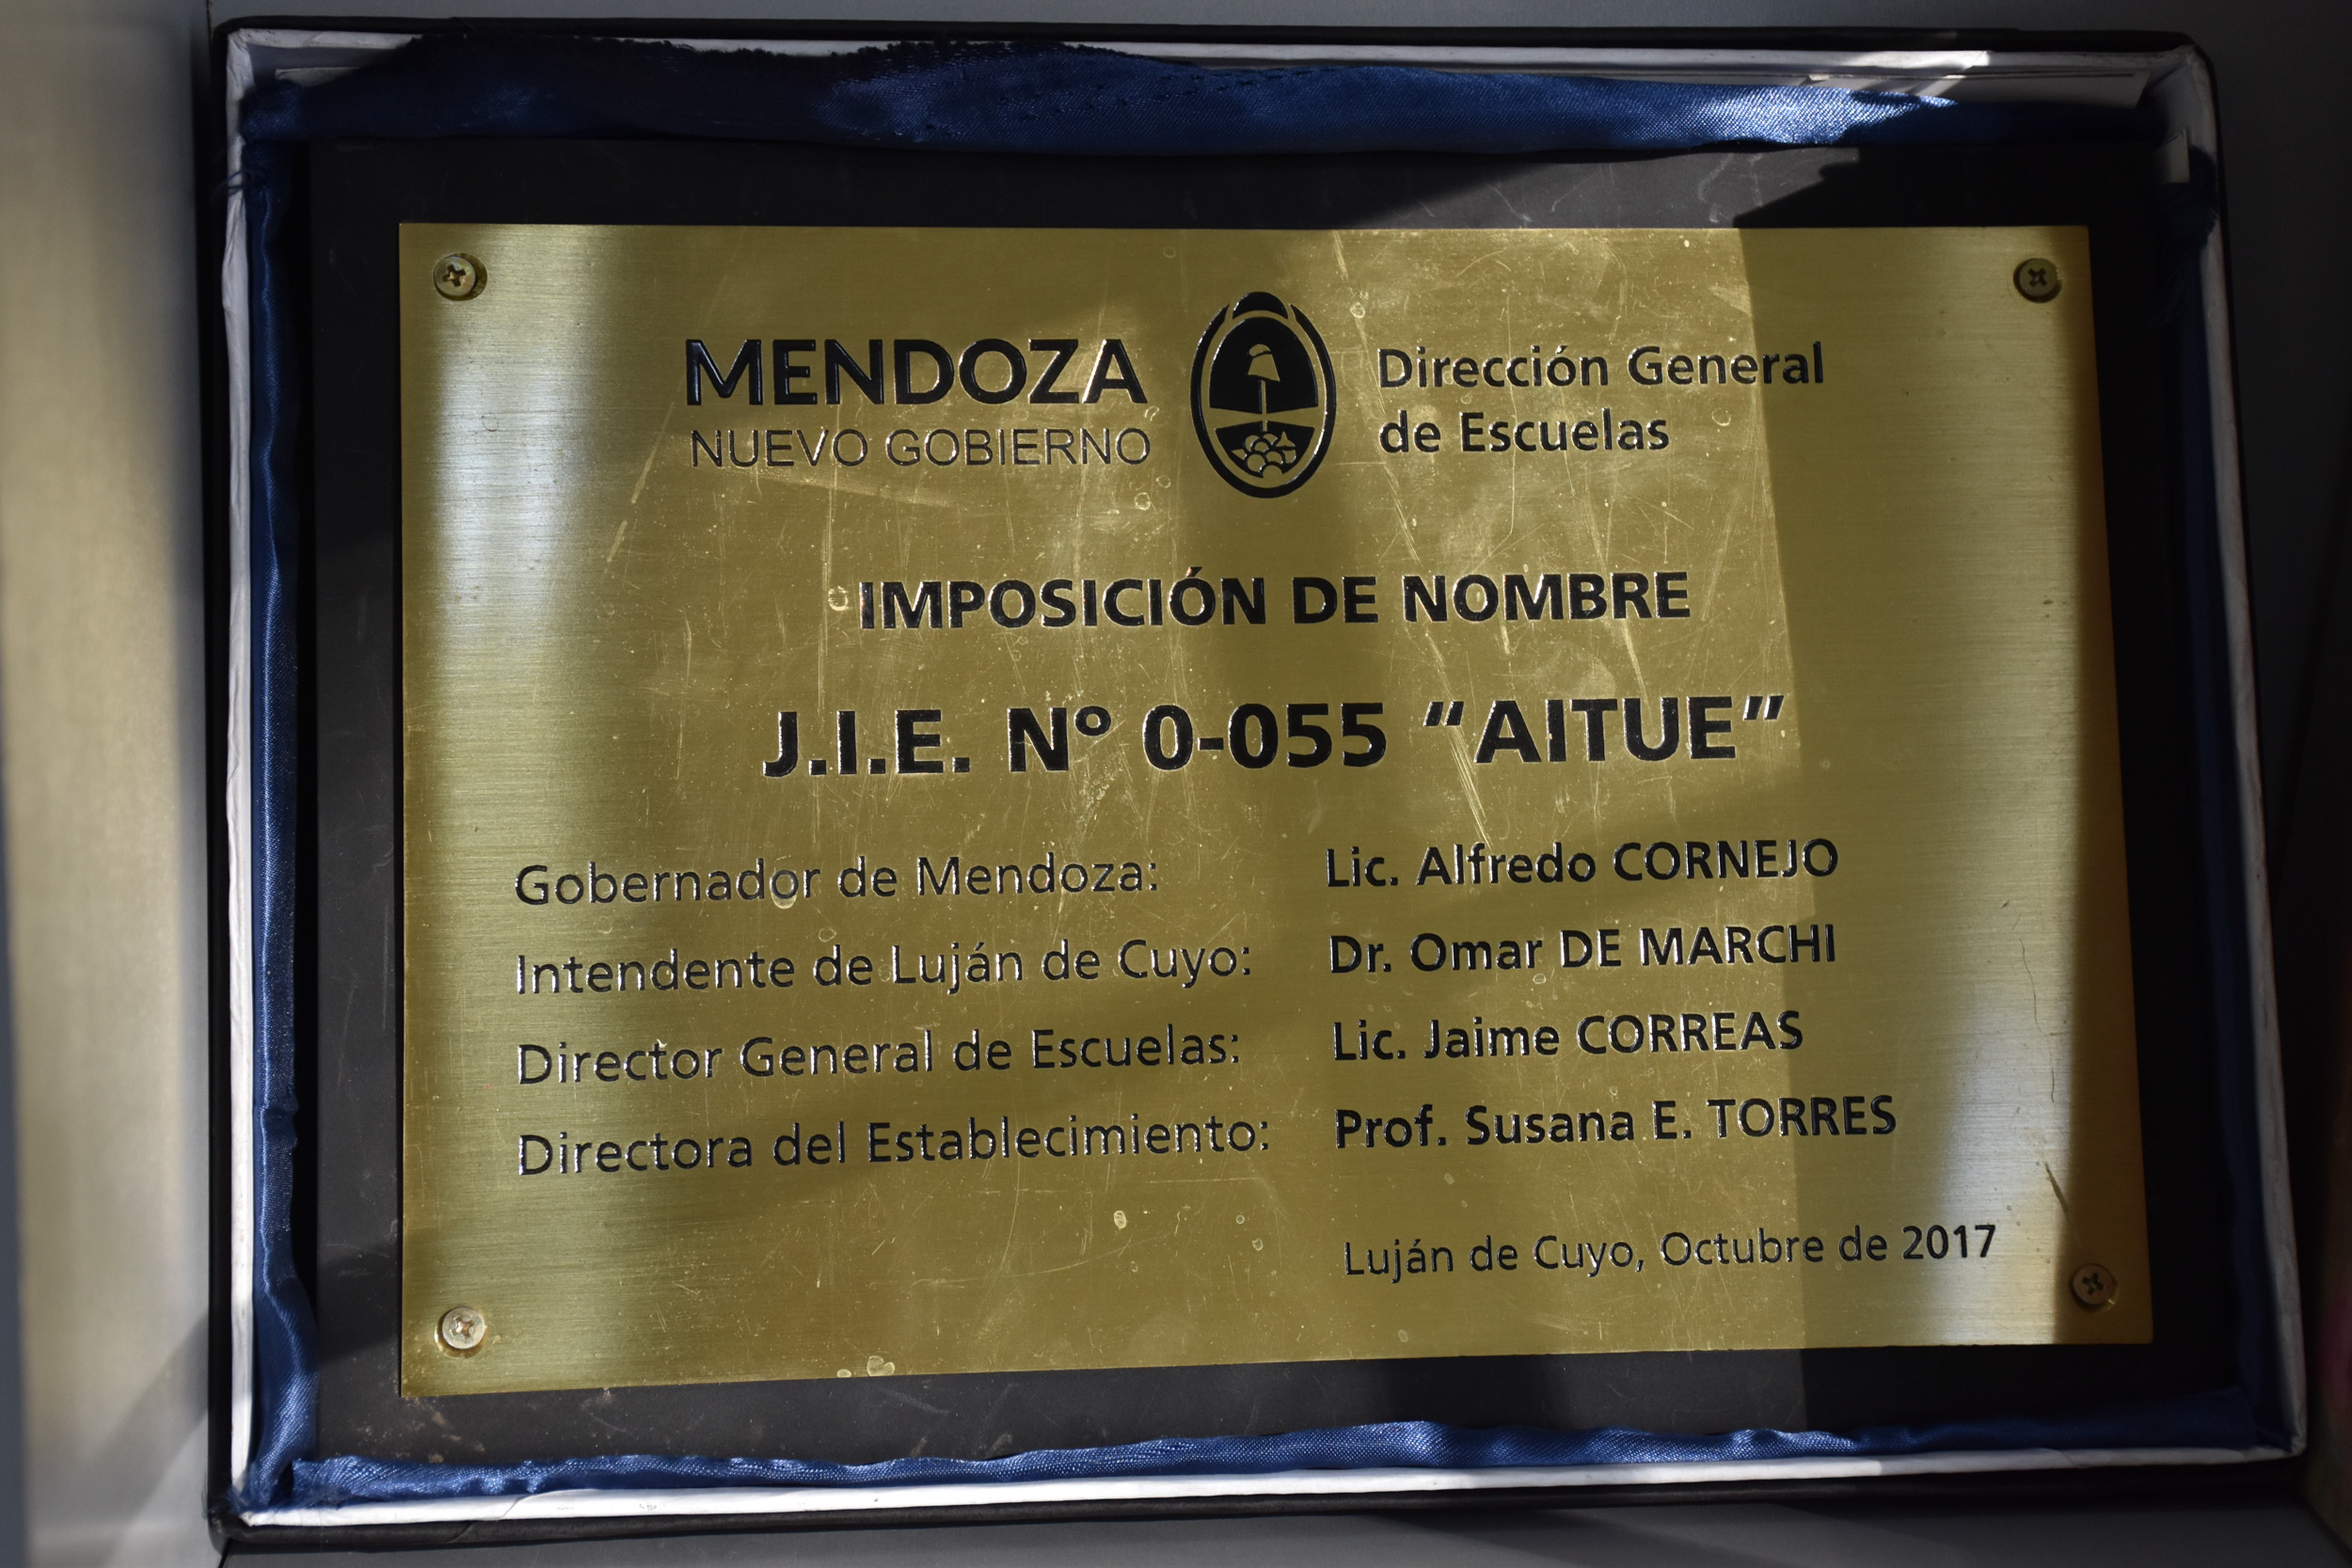 MENDOZA
NUEVO GOBIERNO
Dirección General
de Escuelas
IMPOSICIÓN DE NOMBRE
J.I.E. Nº 0-055 “AITUE”
Gobernador de Mendoza: Lic. Alfredo CORNEJO
Intendente de Luján de Cuyo: Dr. Omar DE MARCHI
Director General de Escuelas: Lic. Jaime CORREAS
Directora del Establecimiento: Prof. Susana E. TORRES
Luján de Cuyo, Octubre de 2017